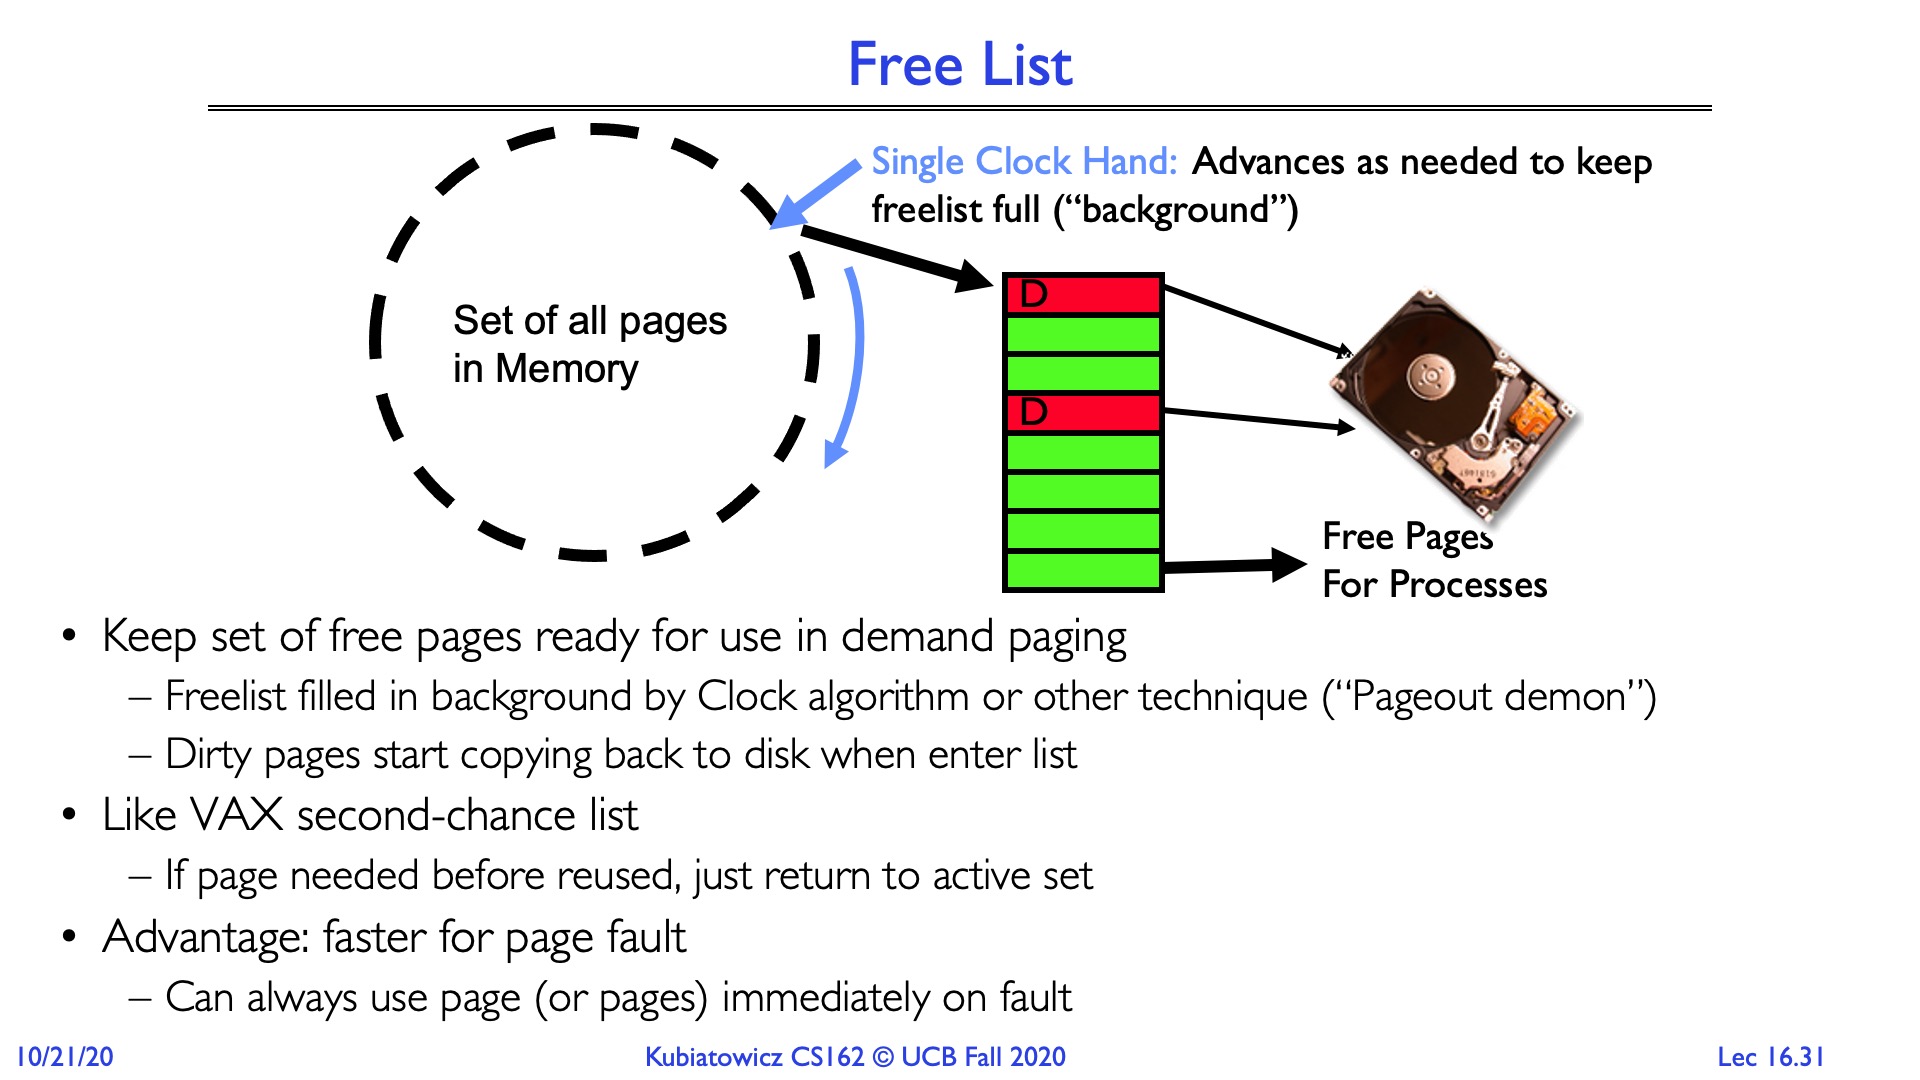 Free List
Single Clock Hand: Advances as needed to keep
freelist full (“background”)
Set of all pages
in Memory
D
D
Free Pages
For Processes
• Keep set of free pages ready for use in demand paging
– Freelist filled in background by Clock algorithm or other technique (“Pageout demon”)
– Dirty pages start copying back to disk when enter list
• Like VAX second-chance list
– If page needed before reused, just return to active set
• Advantage: faster for page fault
– Can always use page (or pages) immediately on fault
10/21/20
Kubiatowicz CS162 © UCB Fall 2020
Lec 16.31